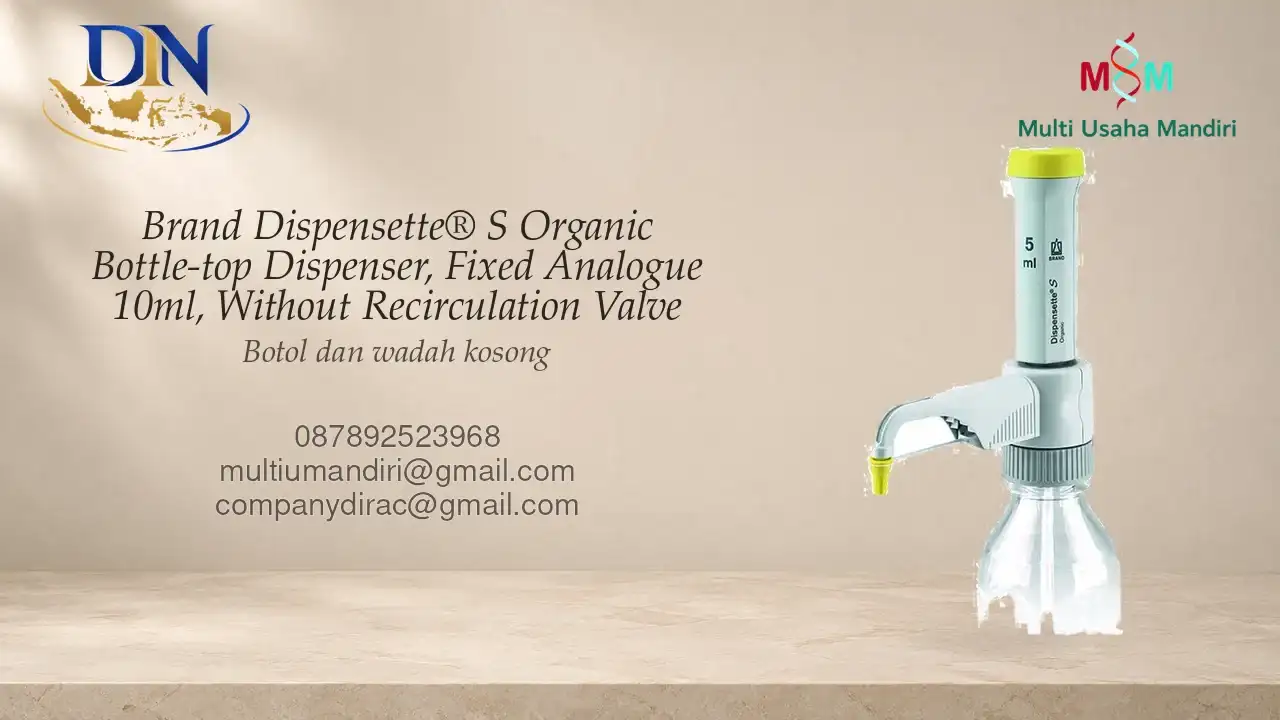 DIN
MSM
Multi Usaha Mandiri
Brand Dispensette® S Organic
Bottle-top Dispenser, Fixed Analogue
10ml, Without Recirculation Valve
Botol dan wadah kosong
087892523968
multiumandiri@gmail.com
companydirac@gmail.com
5
ml
BRAND
Dispensette® S
Organic